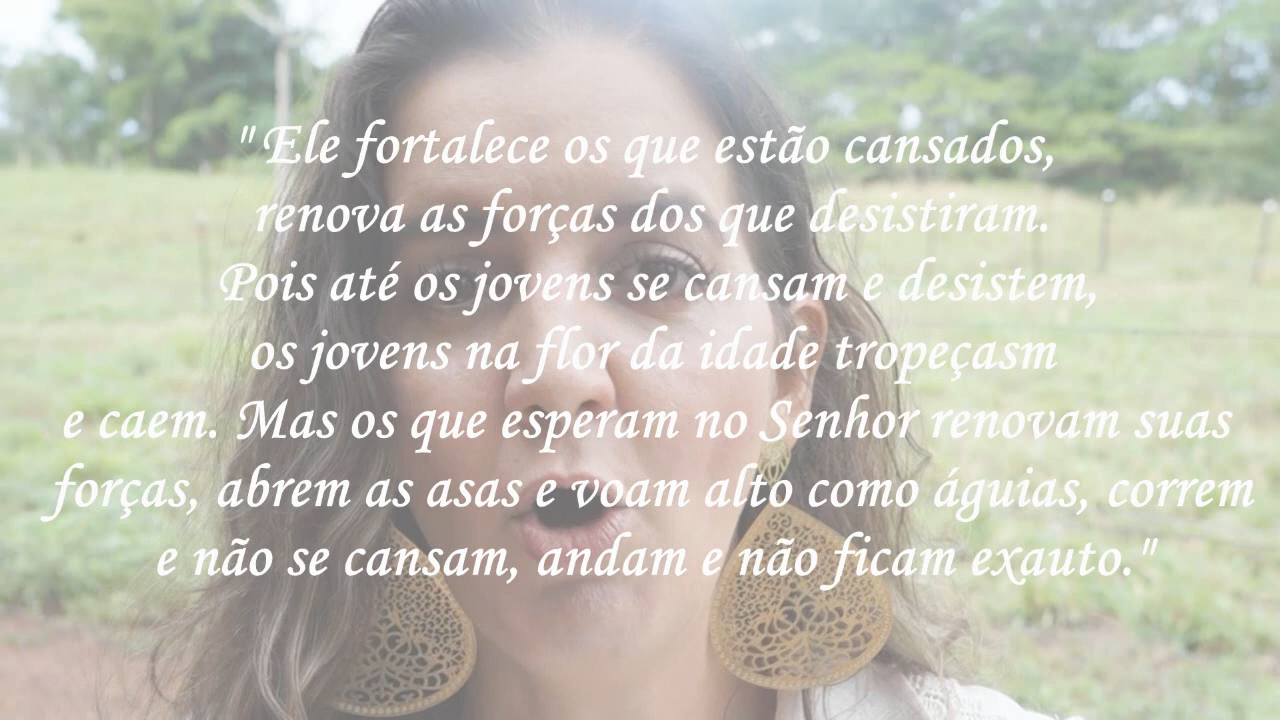 "Ele fortalece os que estão cansados,
renova as forças dos que desistiram.
Pois até os jovens se cansam e desistem,
os jovens na flor da idade tropeçasm
e caem. Mas os que esperam no Senhor renovam suas
forças, abrem as asas e voam alto como águias, correm
e não se cansam, andam e não ficam exauto."